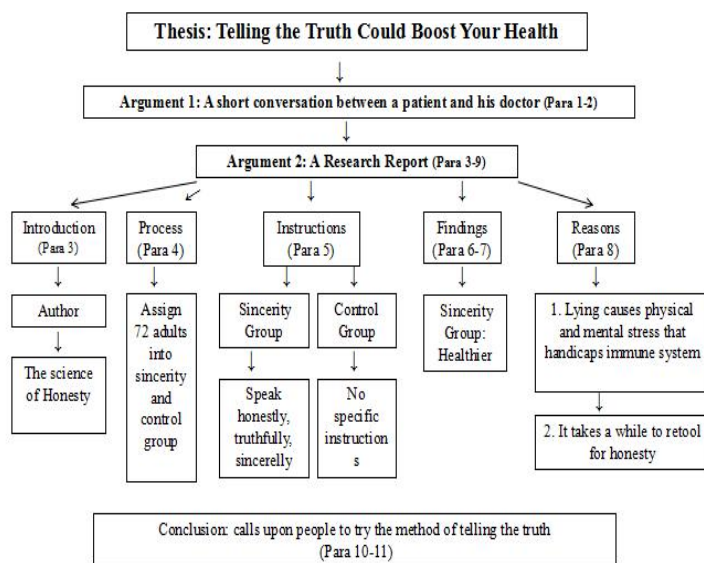 Thesis: Telling the Truth Could Boost Your Health
Argument 1: A short conversation between a patient and his doctor (Para 1-2)
Argument 2: A Research Report (Para 3-9)
Introduction
(Para 3)
Process
(Para 4)
Instructions
(Para 5)
Findings
(Para 6-7)
Reasons
(Para 8)
Author
The science
of Honesty
Assign
72 adults
into
sincerity
and
control
group
Sincerity
Group
Control
Group
Speak
honestly,
truthfully,
sincerelly
No
specific
instruction
s
Sincerity
Group:
Healthier
1. Lying causes physical
and mental stress that
handicaps immune system
2. It takes a while to retool
for honesty
Conclusion: calls upon people to try the method of telling the truth
(Para 10-11)